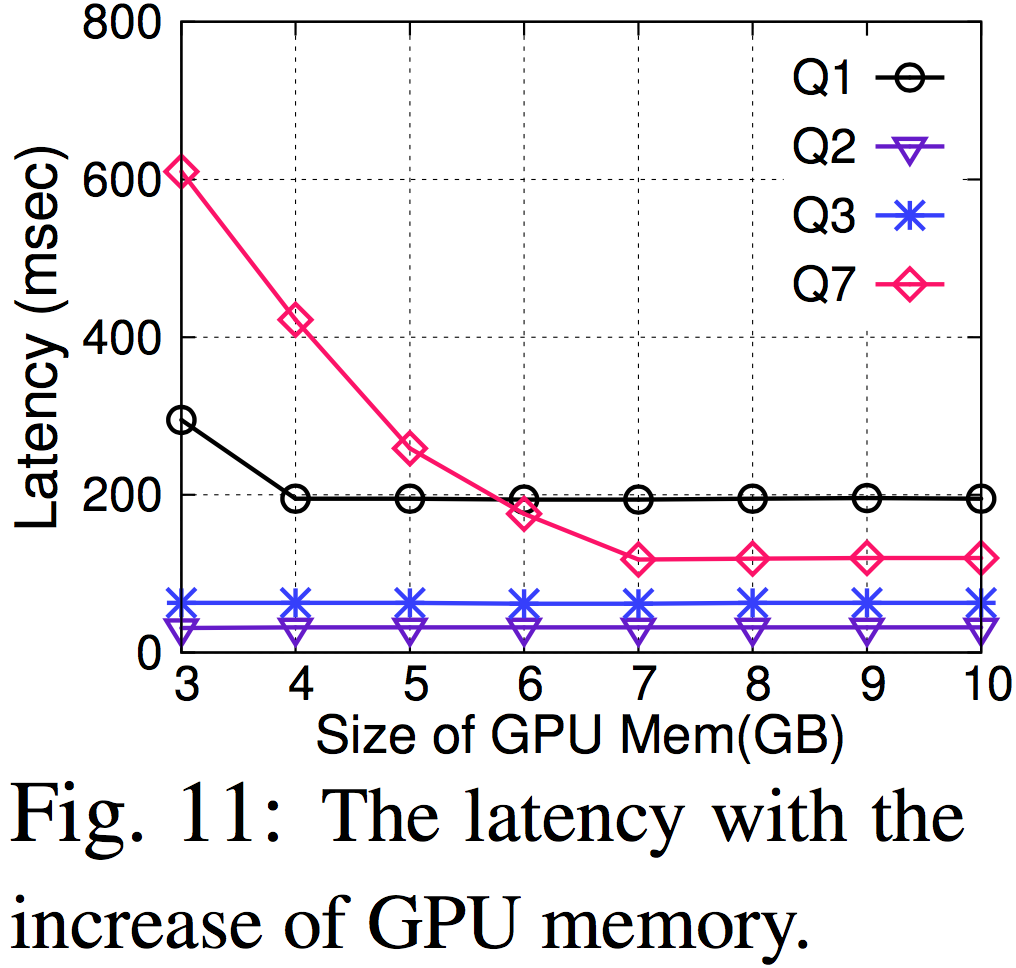 800
600
400
200
0
Latency (msec)
Q1
Q2
Q3
Q7
3 4 5 6 7 8 9 10
Size of GPU Mem(GB)
Fig. 11: The latency with the
increase of GPU memory.